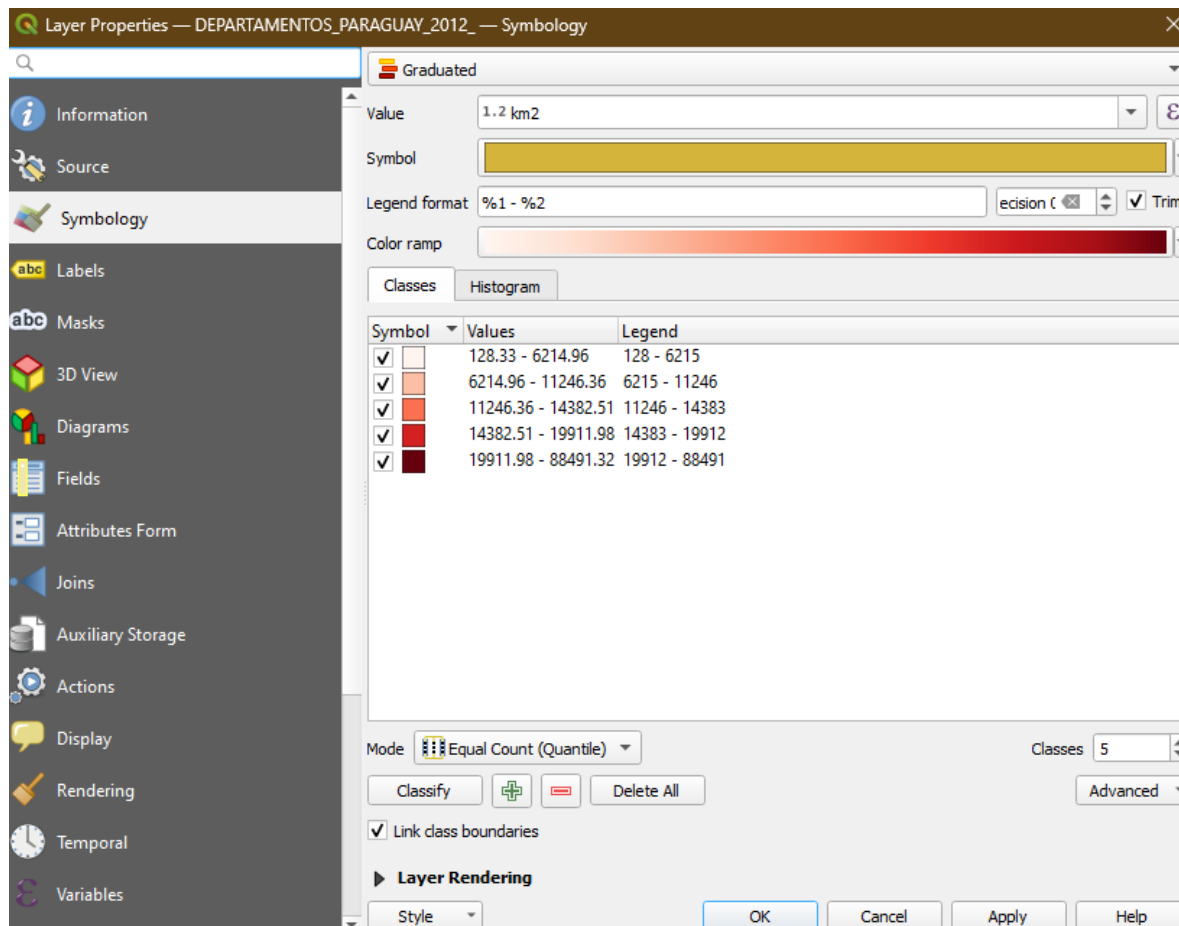 Layer Properties — DEPARTAMENTOS_PARAGUAY_2012_ — Symbology
Information
Source
Symbology
abc Labels
abc Masks
3D View
Diagrams
Fields
Attributes Form
Joins
Auxiliary Storage
Actions
Display
Rendering
Temporal
Variables
Graduated
Value 1.2 km2 ε
Symbol
Legend format %1 - %2 ecision ( Trim
Color ramp
Classes Histogram
Symbol Values Legend
128.33 - 6214.96 128 - 6215
6214.96 - 11246.36 6215 - 11246
11246.36 - 14382.51 11246 - 14383
14382.51 - 19911.98 14383 - 19912
19911.98 - 88491.32 19912 - 88491
Mode Equal Count (Quantile) Classes 5
Classify Delete All Advanced
Link class boundaries
Layer Rendering
Style OK Cancel Apply Help